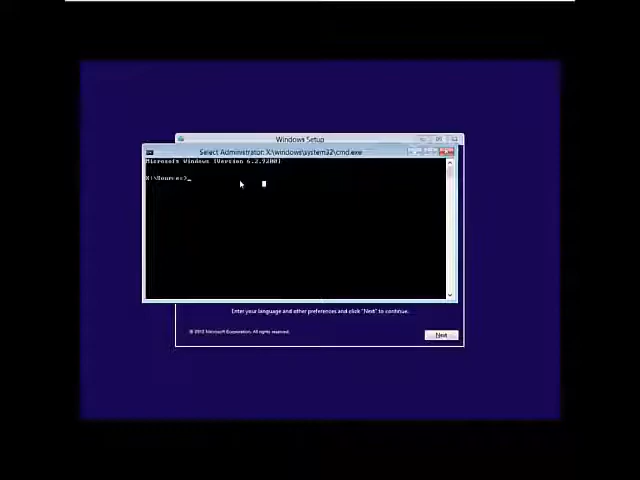 Windows Setup
Select Administrator: X:\windows\system32\cmd.exe
Microsoft Windows [Version 6.2.9200]
X:\Sources>_
Enter your language and other preferences and click "Next" to continue.
© 2012 Microsoft Corporation. All rights reserved.
Next